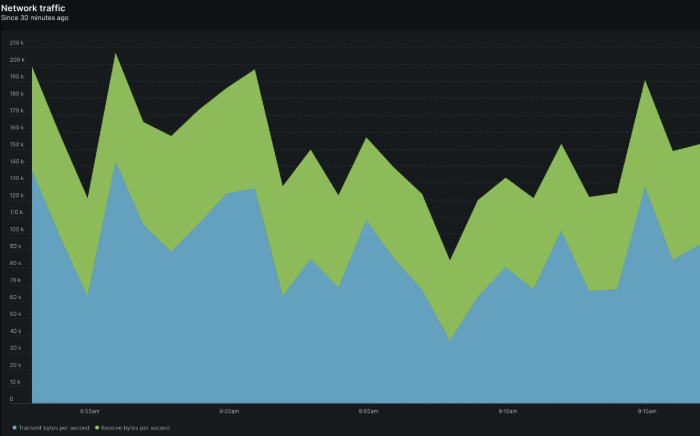 Network traffic
Since 30 minutes ago
210 k
200 k
190 k
180 k
170 k
160 k
150 k
140 k
130 k
120 k
110 k
100 k
90 k
80 k
70 k
60 k
50 k
40 k
30 k
20 k
10 k
0
8:55am 9:00am 9:05am 9:10am 9:15am
Transmit bytes per second Receive bytes per second